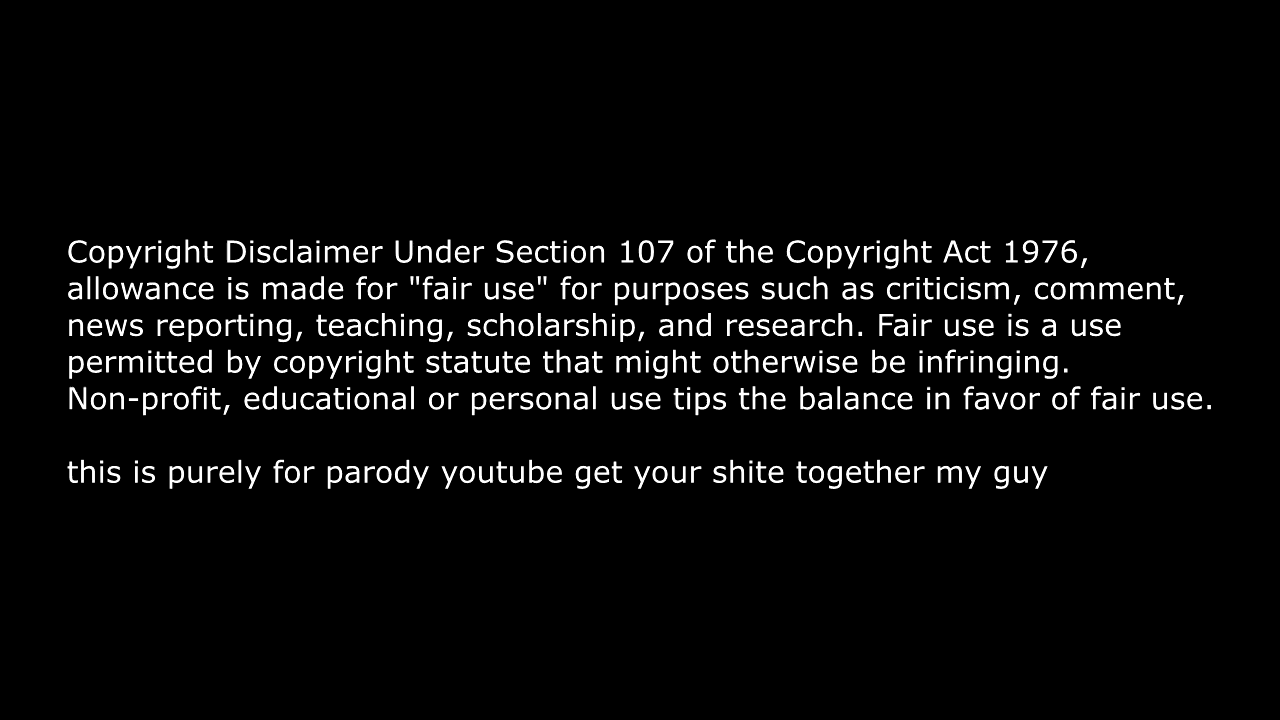 Copyright Disclaimer Under Section 107 of the Copyright Act 1976,
allowance is made for "fair use" for purposes such as criticism, comment,
news reporting, teaching, scholarship, and research. Fair use is a use
permitted by copyright statute that might otherwise be infringing.
Non-profit, educational or personal use tips the balance in favor of fair use.
this is purely for parody youtube get your shite together my guy